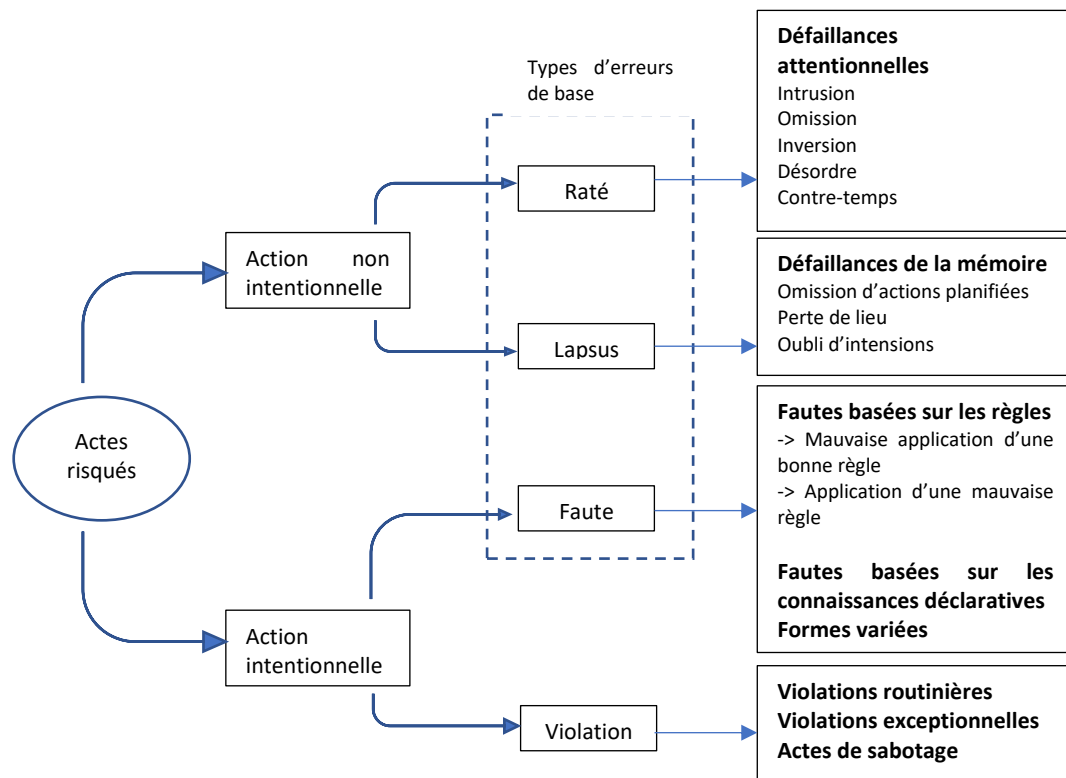 Types d’erreurs
de base
Actes
risqués
Action non
intentionnelle
Action
intentionnelle
Raté
Lapsus
Faute
Violation
Défaillances
attentionnelles
Intrusion
Omission
Inversion
Désordre
Contre-temps
Défaillances de la mémoire
Omission d’actions planifiées
Perte de lieu
Oubli d’intensions
Fautes basées sur les règles
-> Mauvaise application d’une
bonne règle
-> Application d’une mauvaise
règle
Fautes basées sur les
connaissances déclaratives
Formes variées
Violations routinières
Violations exceptionnelles
Actes de sabotage